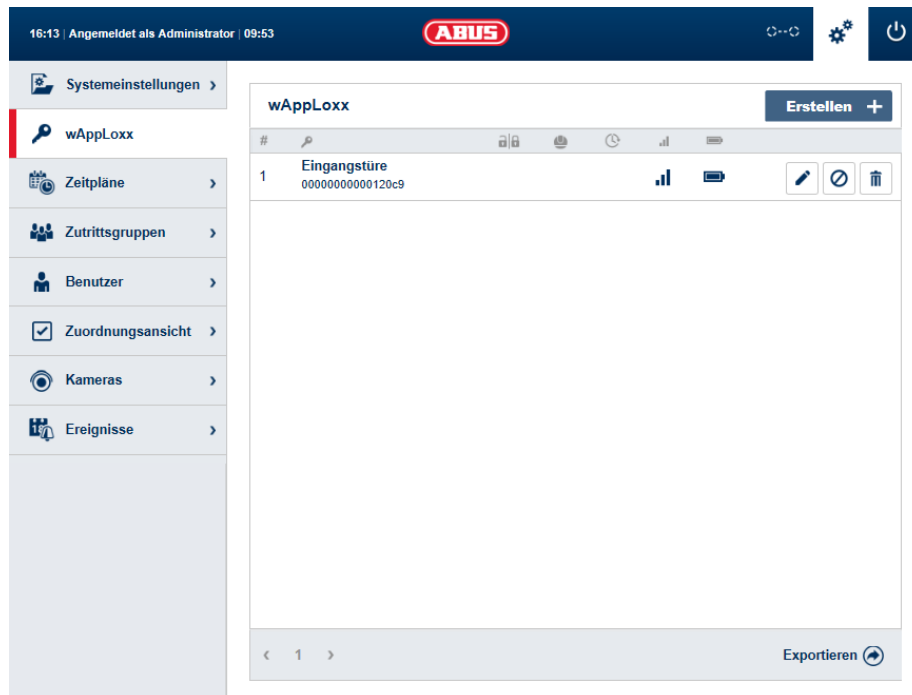 16:13 | Angemeldet als Administrator | 09:53
ABUS
Systemeinstellungen
wAppLoxx
Zeitpläne
Zutrittsgruppen
Benutzer
Zuordnungsansicht
Kameras
Ereignisse
wAppLoxx
Erstellen +
#
1 Eingangstüre
00000000000120c9
< 1 >
Exportieren